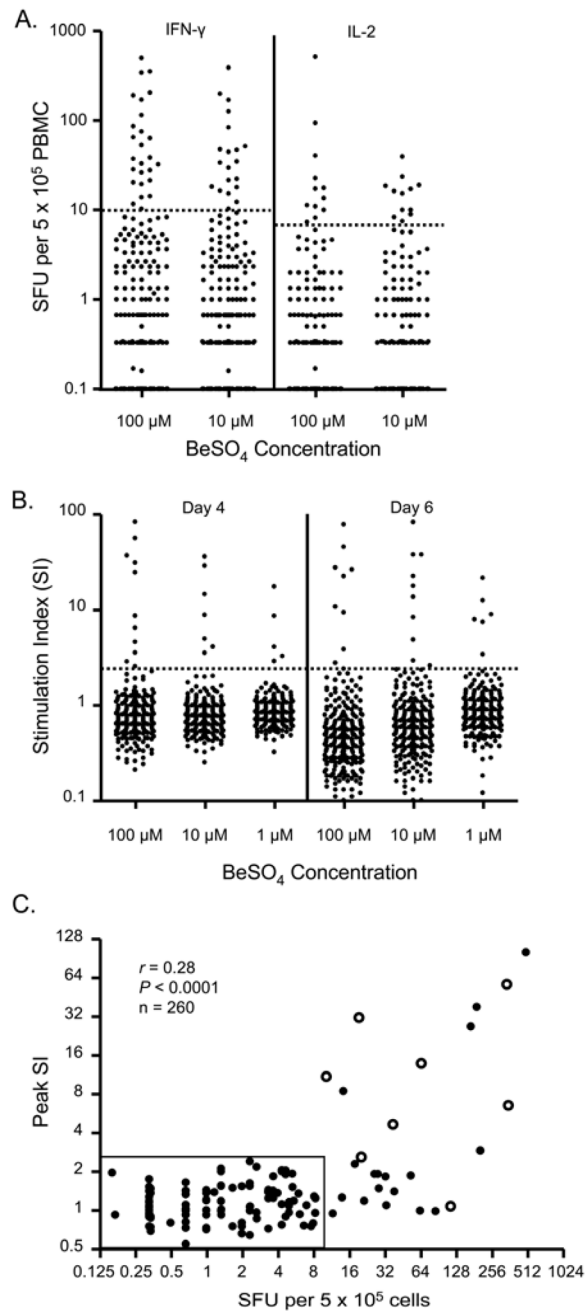 A.
IFN-γ IL-2
1000
100
10
1
0.1
SFU per 5 x 10⁵ PBMC
100 µM 10 µM 100 µM 10 µM
BeSO₄ Concentration
B.
Day 4 Day 6
100
10
1
0.1
Stimulation Index (SI)
100 µM 10 µM 1 µM 100 µM 10 µM 1 µM
BeSO₄ Concentration
C.
128
64
32
16
8
4
2
1
0.5
Peak SI
r = 0.28
P < 0.0001
n = 260
0.125 0.25 0.5 1 2 4 8 16 32 64 128 256 512 1024
SFU per 5 x 10⁵ cells